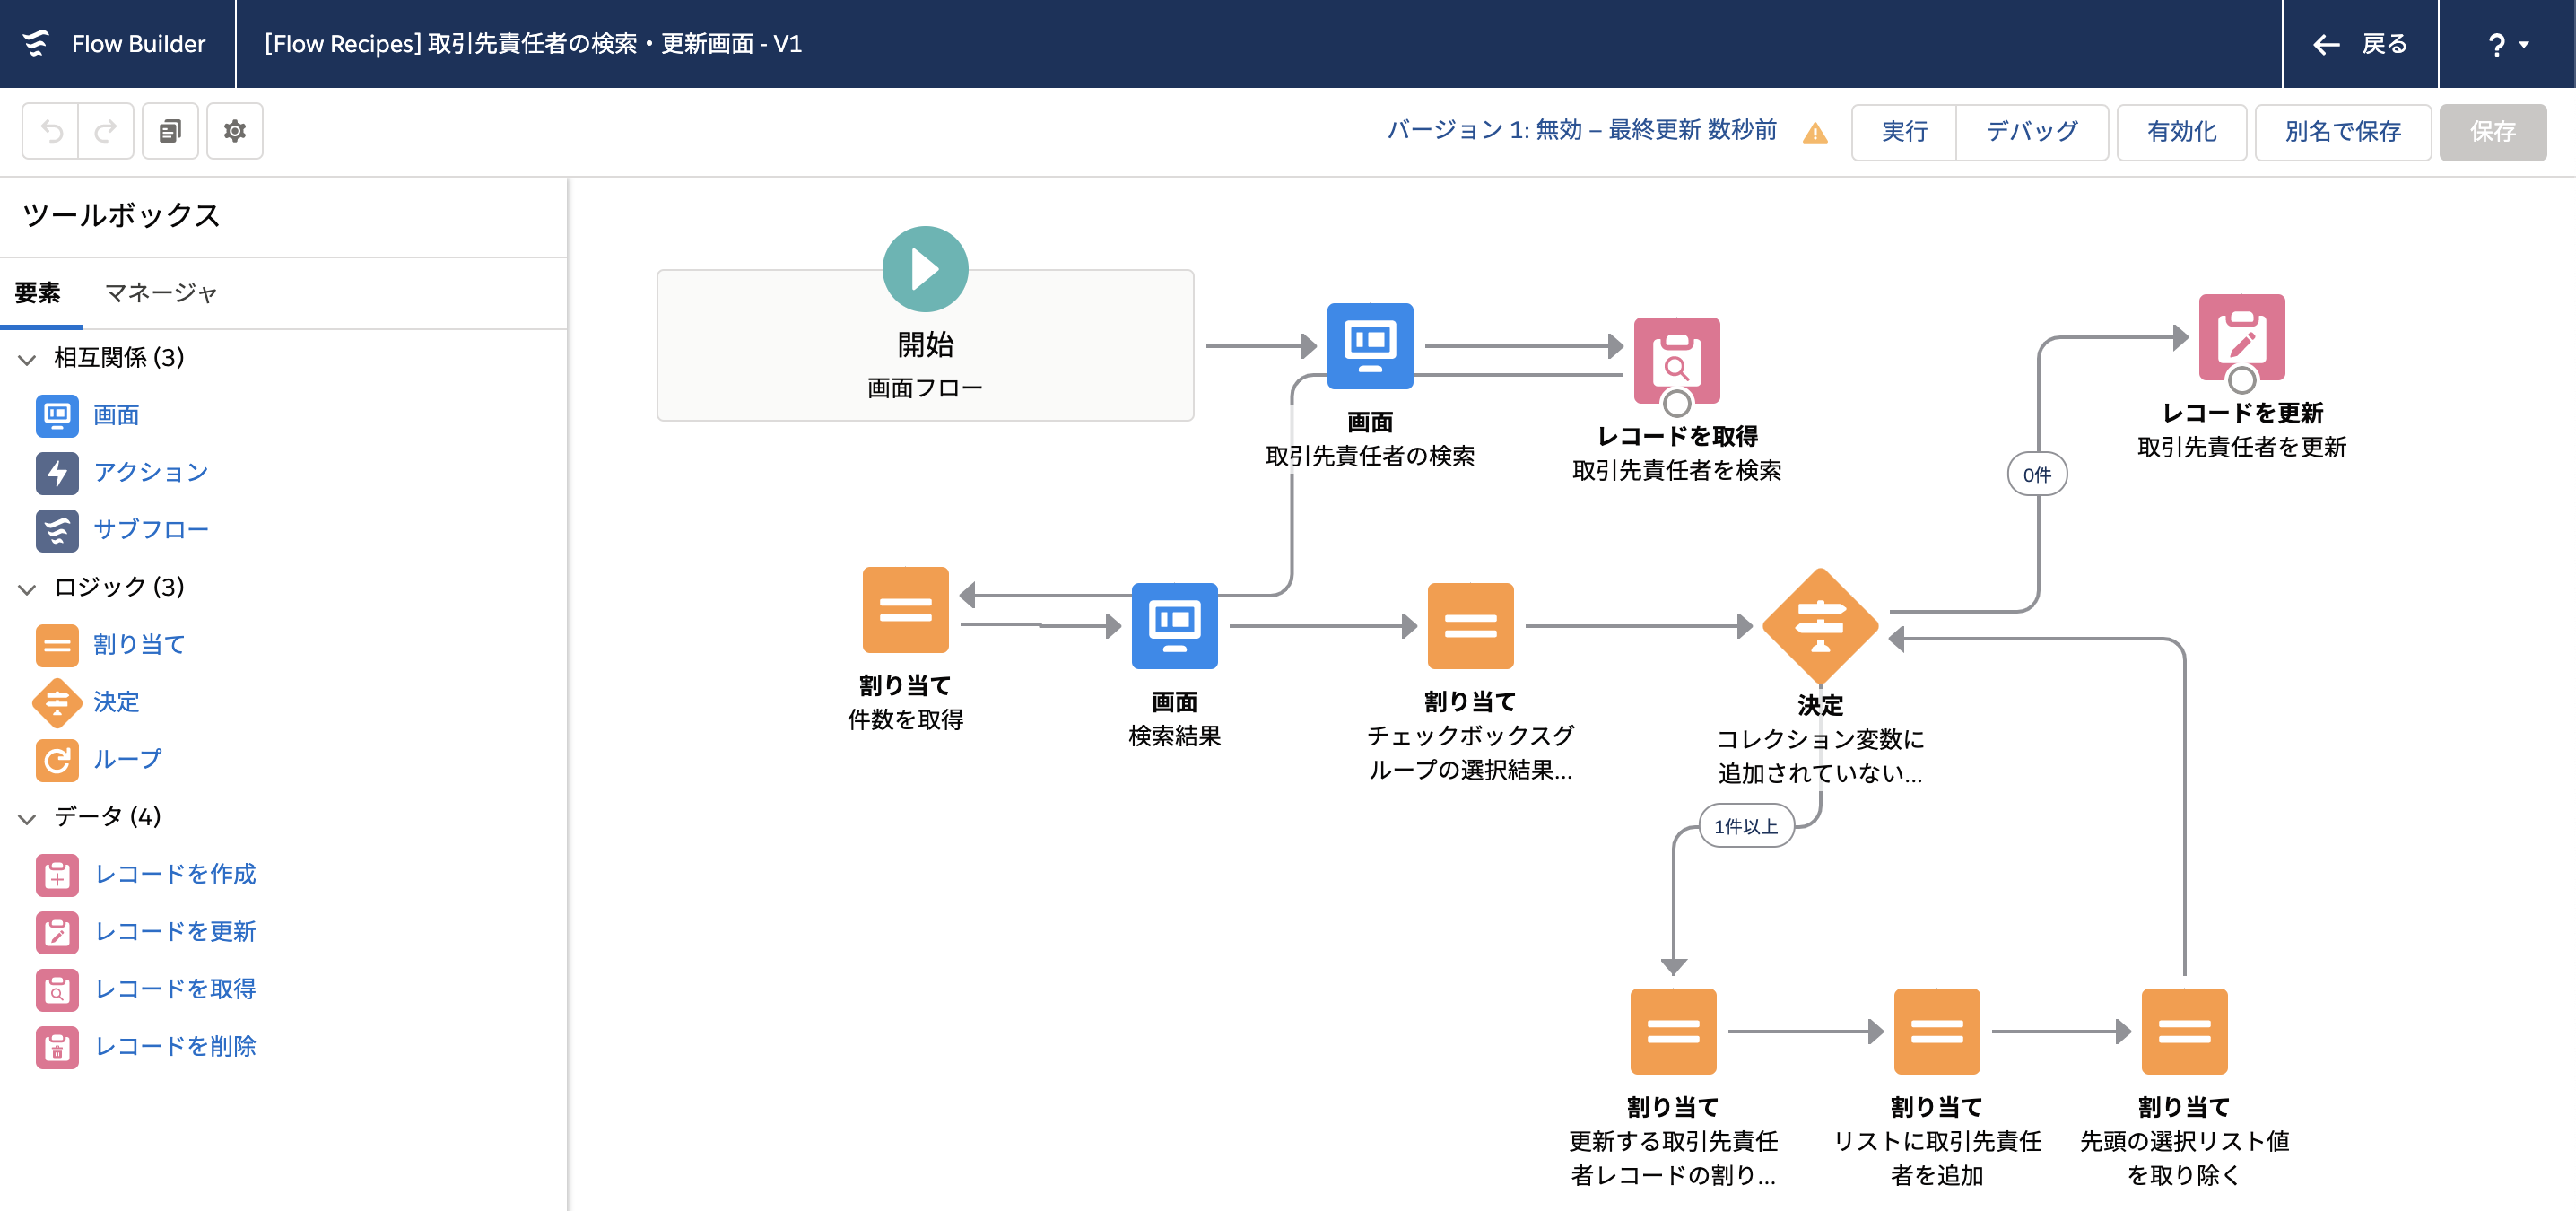 Flow Builder
[Flow Recipes] 取引先責任者の検索・更新画面 - V1
戻る
?
バージョン 1: 無効 – 最終更新 数秒前
実行
デバッグ
有効化
別名で保存
保存
ツールボックス
要素
マネージャ
相互関係 (3)
画面
アクション
サブフロー
ロジック (3)
割り当て
決定
ループ
データ (4)
レコードを作成
レコードを更新
レコードを取得
レコードを削除
開始
画面フロー
画面
取引先責任者の検索
レコードを取得
取引先責任者を検索
レコードを更新
取引先責任者を更新
0件
割り当て
件数を取得
画面
検索結果
割り当て
チェックボックスグ
ループの選択結果...
決定
コレクション変数に
追加されていない...
1件以上
割り当て
更新する取引先責任
者レコードの割り...
割り当て
リストに取引先責任
者を追加
割り当て
先頭の選択リスト値
を取り除く